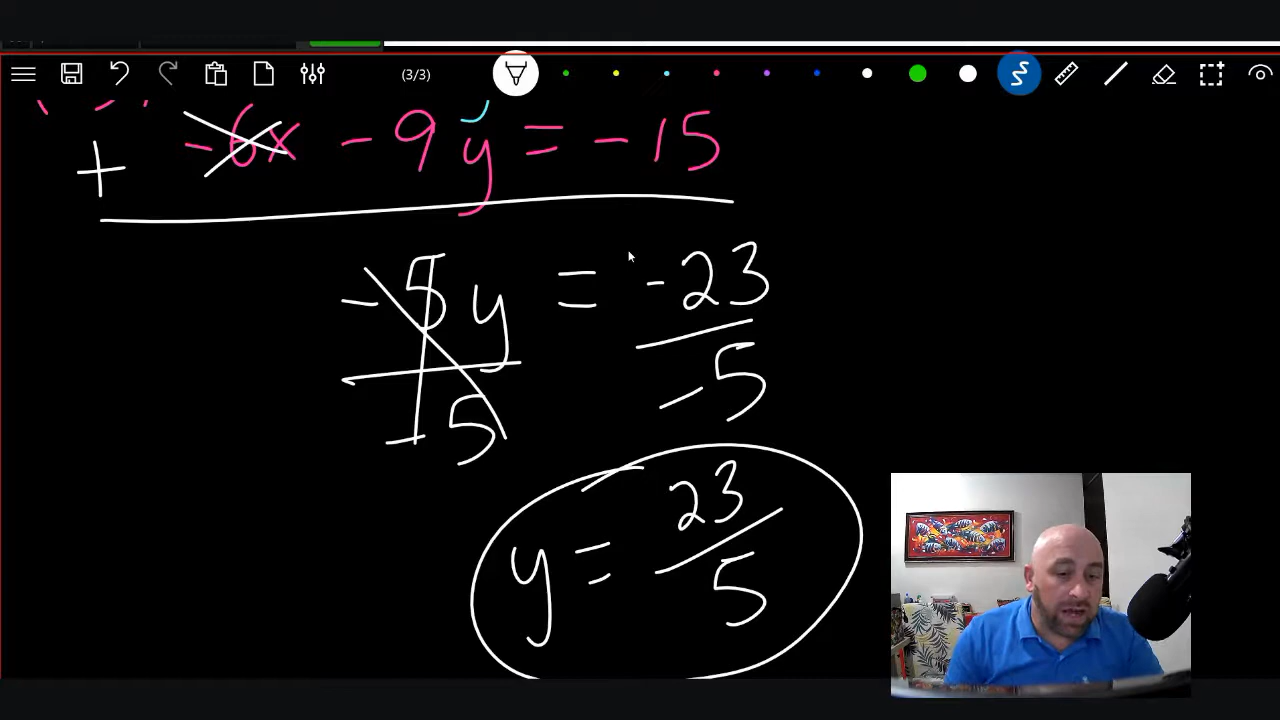 (3/3)
-6x - 9y = -15
+
-5y = -23
-5 -5
y = 23
5